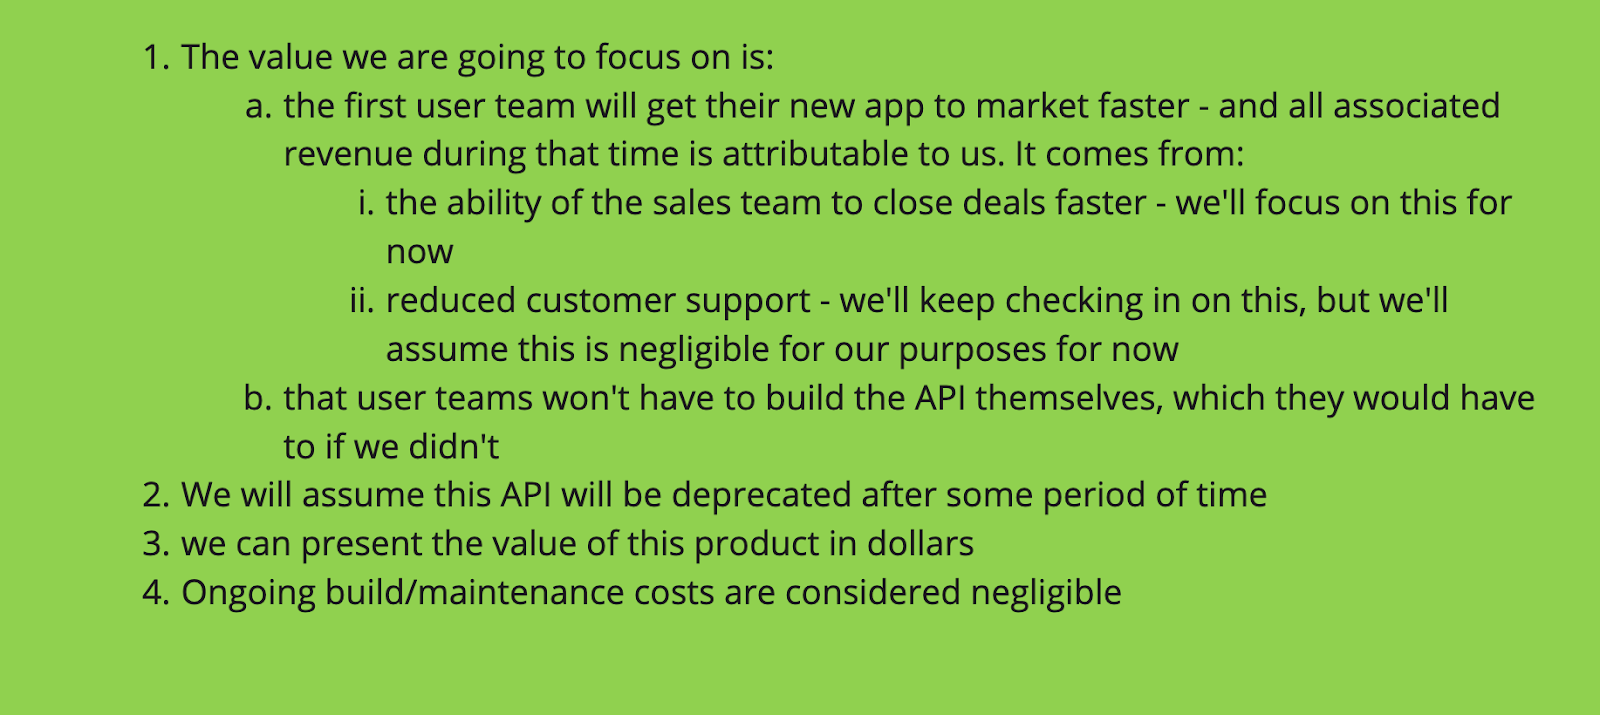 1. The value we are going to focus on is:
a. the first user team will get their new app to market faster - and all associated
revenue during that time is attributable to us. It comes from:
i. the ability of the sales team to close deals faster - we'll focus on this for
now
ii. reduced customer support - we'll keep checking in on this, but we'll
assume this is negligible for our purposes for now
b. that user teams won't have to build the API themselves, which they would have
to if we didn't
2. We will assume this API will be deprecated after some period of time
3. we can present the value of this product in dollars
4. Ongoing build/maintenance costs are considered negligible